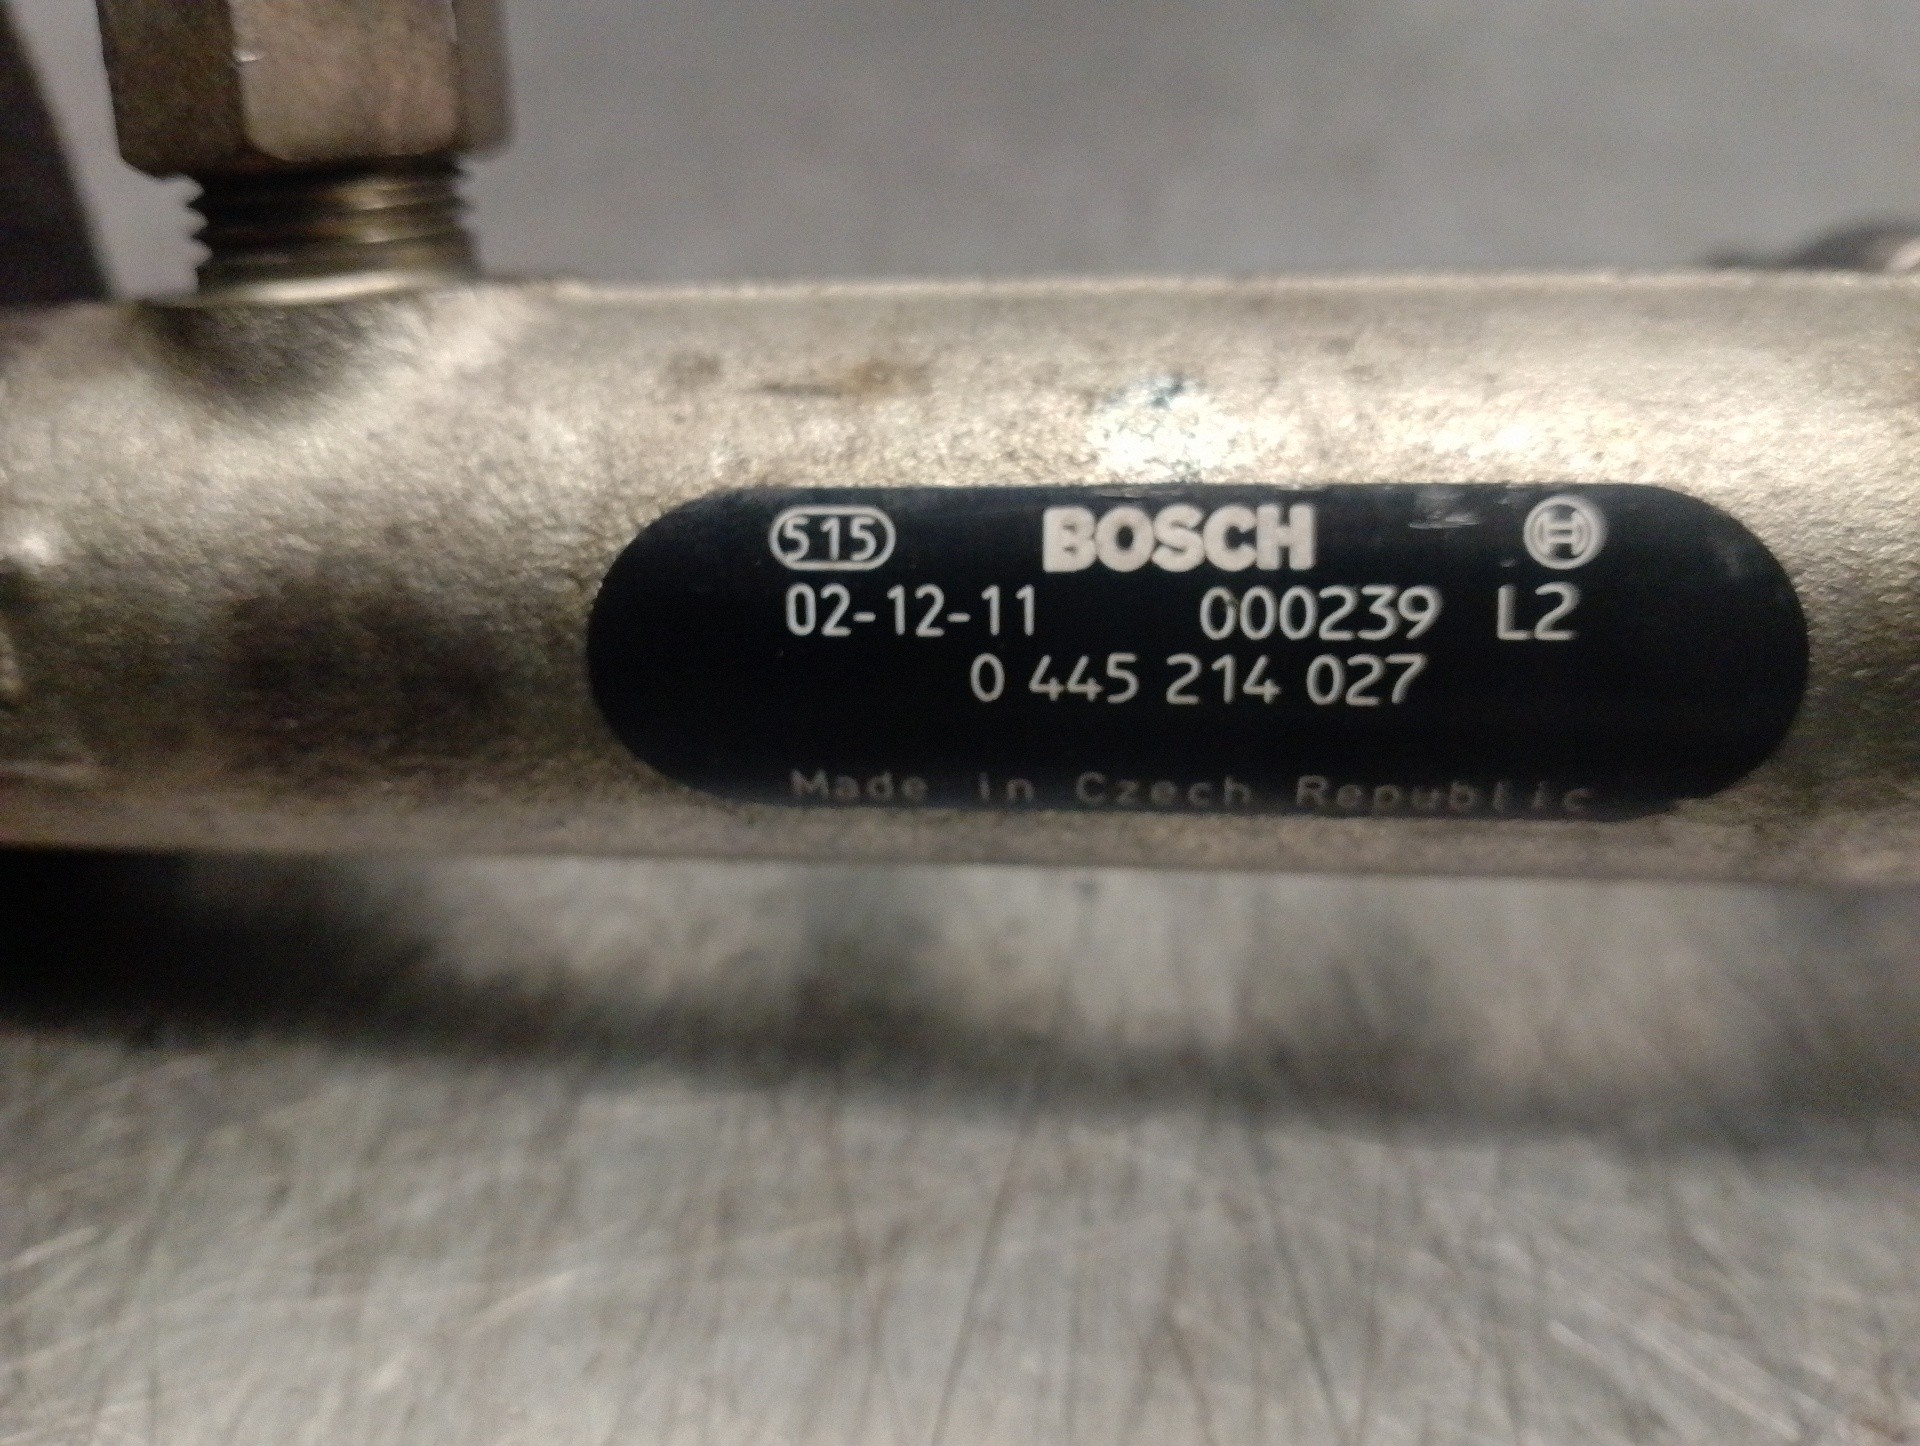 515 BOSCH
02-12-11 000239 L2
0 445 214 027
Made in Czech Republic